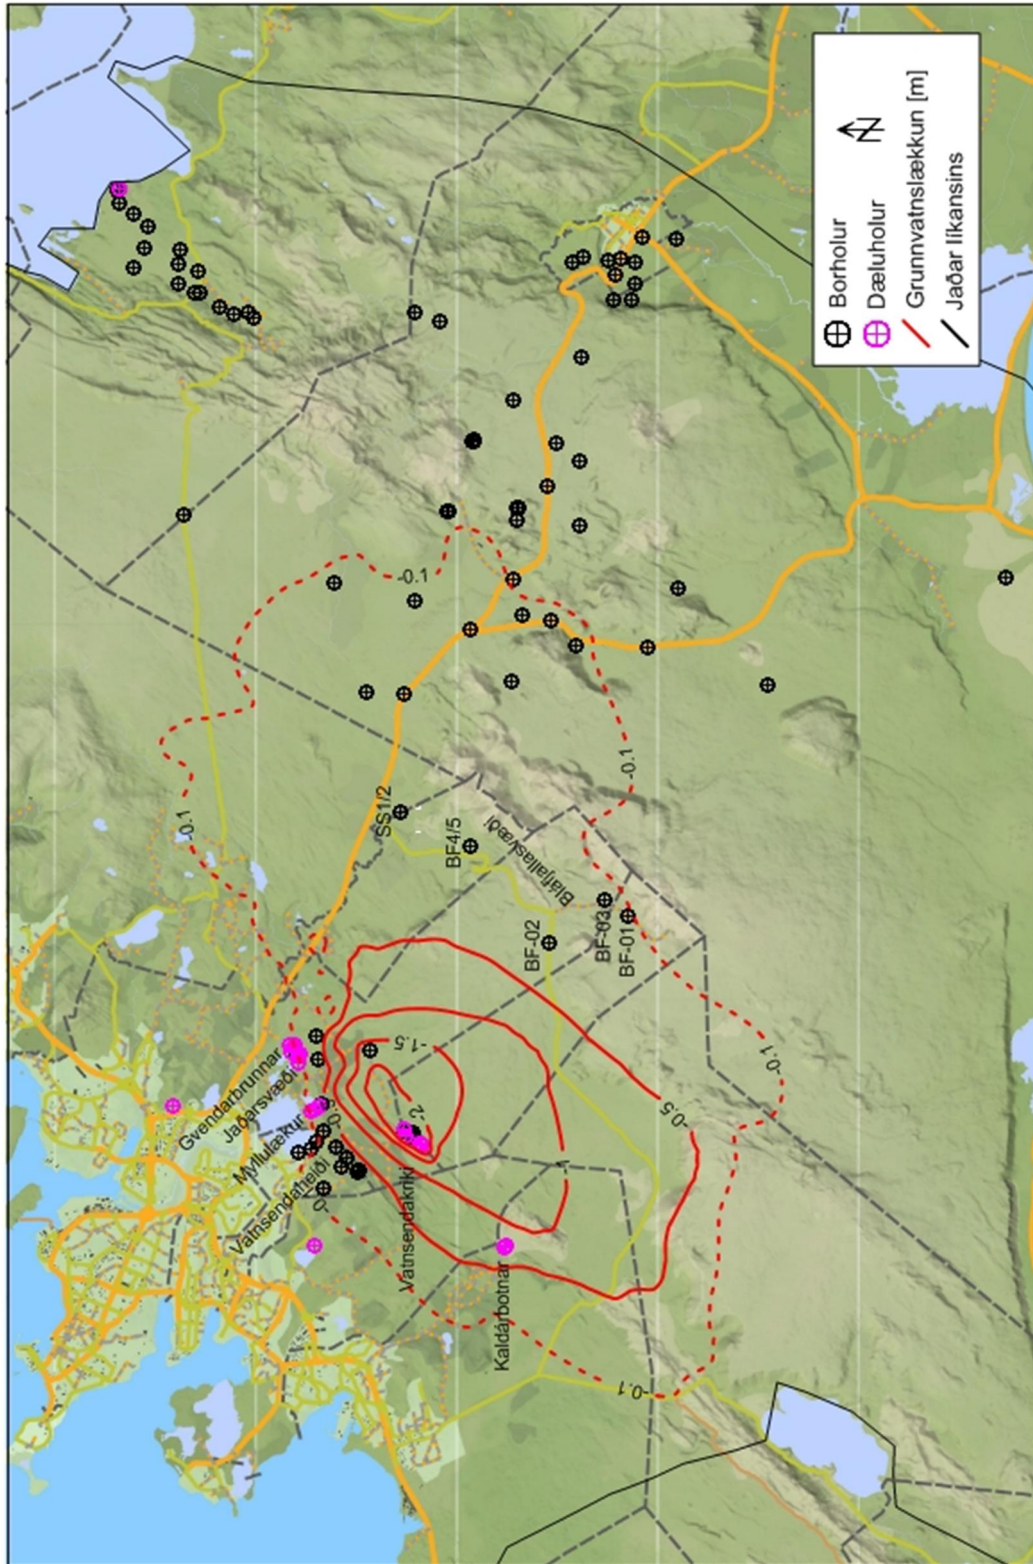 Borholur
Dæluholur
Grunnvatnslækkun [m]
Jaðar líkansins
N
Gvendarbrunnar
Jaðarsvæði
Myllulækur
Vatnsendaheiði
Vatnsendakriki
Kaldárbotnar
SS1/2
BF4/5
BF-02
BF-03
BF-01
Bláfjallasvæði
-0.1
-0.1
-0.1
-0.1
-0.1
-0.5
-1
-1.5
-2